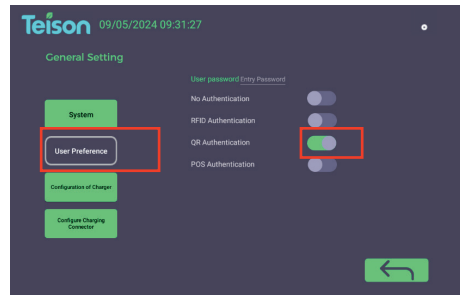 Teison 09/05/2024 09:31:27
General Setting
User password Entry Password
No Authentication
System
RFID Authentication
QR Authentication
User Preference
POS Authentication
Configuration of Charger
Configure Charging
Connector